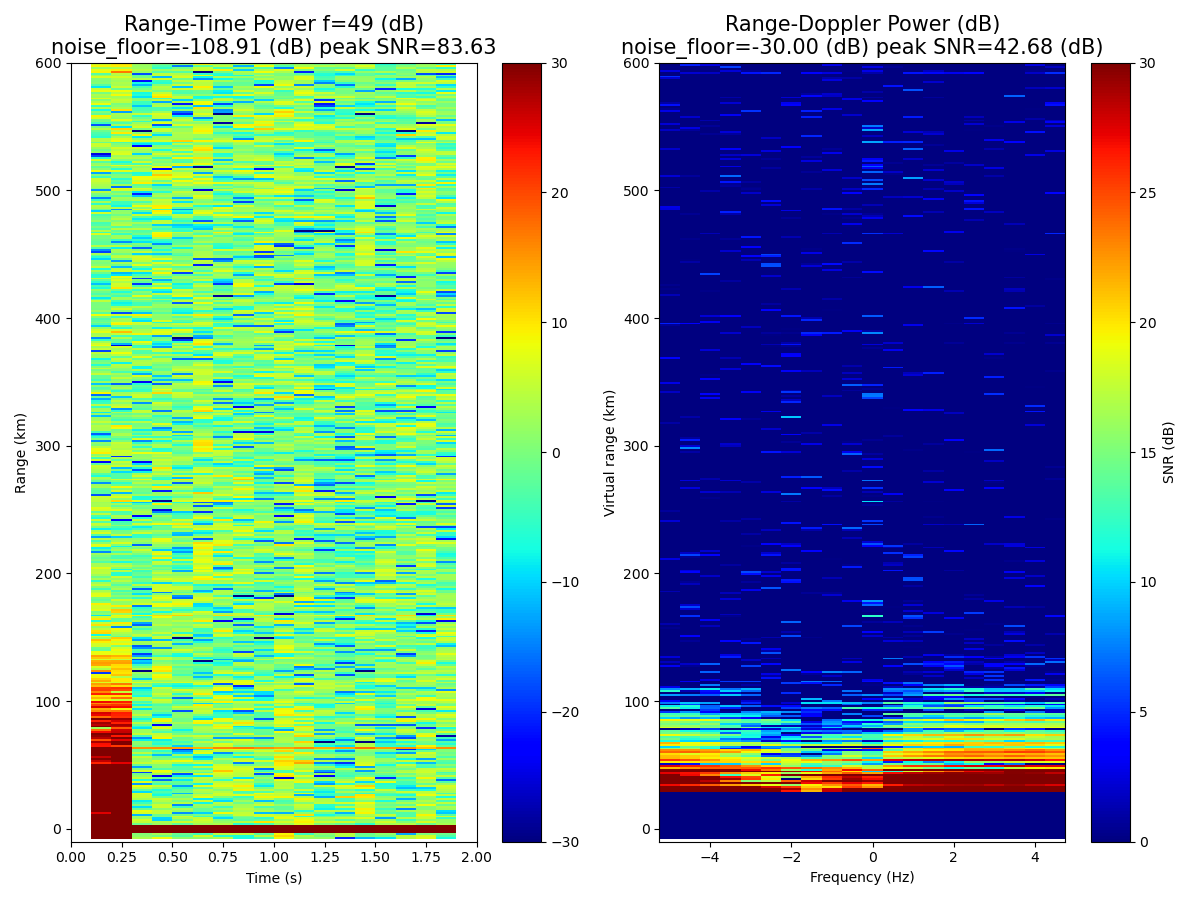 Range-Time Power f=49 (dB)
noise_floor=-108.91 (dB) peak SNR=83.63
Range (km)
600
500
400
300
200
100
0
0.00 0.25 0.50 0.75 1.00 1.25 1.50 1.75 2.00
Time (s)
30
20
10
0
−10
−20
−30
Range-Doppler Power (dB)
noise_floor=-30.00 (dB) peak SNR=42.68 (dB)
Virtual range (km)
600
500
400
300
200
100
0
−4 −2 0 2 4
Frequency (Hz)
30
25
20
15
10
5
0
SNR (dB)